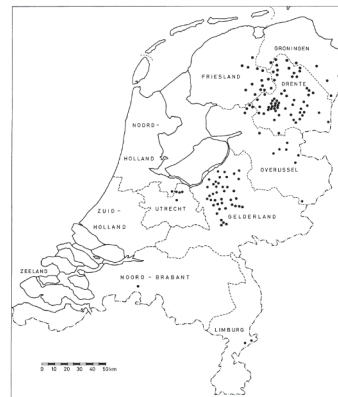 GRONINGEN
FRIESLAND
DRENTE
NOORD-
HOLLAND
OVERIJSSEL
ZUID-
HOLLAND
UTRECHT
GELDERLAND
ZEELAND
NOORD - BRABANT
LIMBURG
0 10 20 30 40 50km